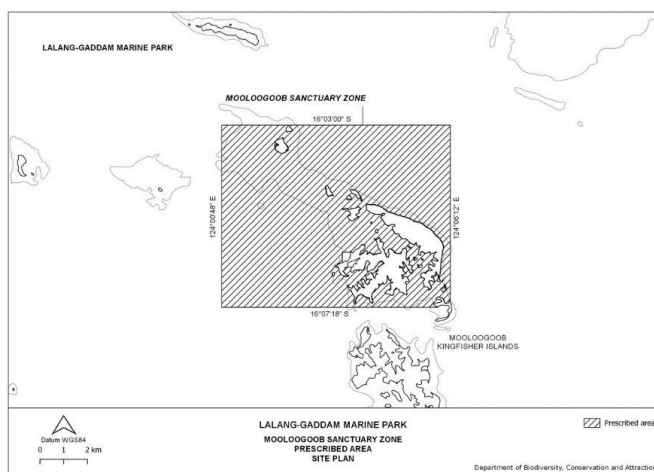 LALANG-GADDAM MARINE PARK
MOOLOOGOOB SANCTUARY ZONE
16°03'00" S
124°00'48" E
124°06'12" E
16°07'18" S
MOOLOOGOOB
KINGFISHER ISLANDS
Datum WGS84
0 1 2 km
LALANG-GADDAM MARINE PARK
MOOLOOGOOB SANCTUARY ZONE
PRESCRIBED AREA
SITE PLAN
Prescribed area
Department of Biodiversity, Conservation and Attraction